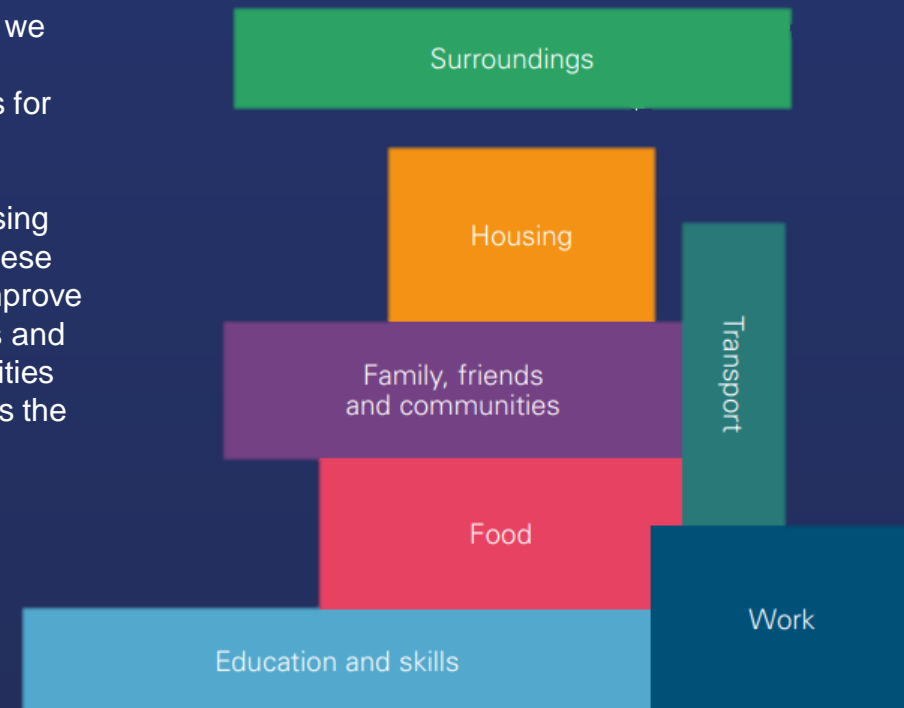 we
s for
sing
ese
nprove
s and
ities
s the
Surroundings
Housing
Transport
Family, friends
and communities
Food
Work
Education and skills